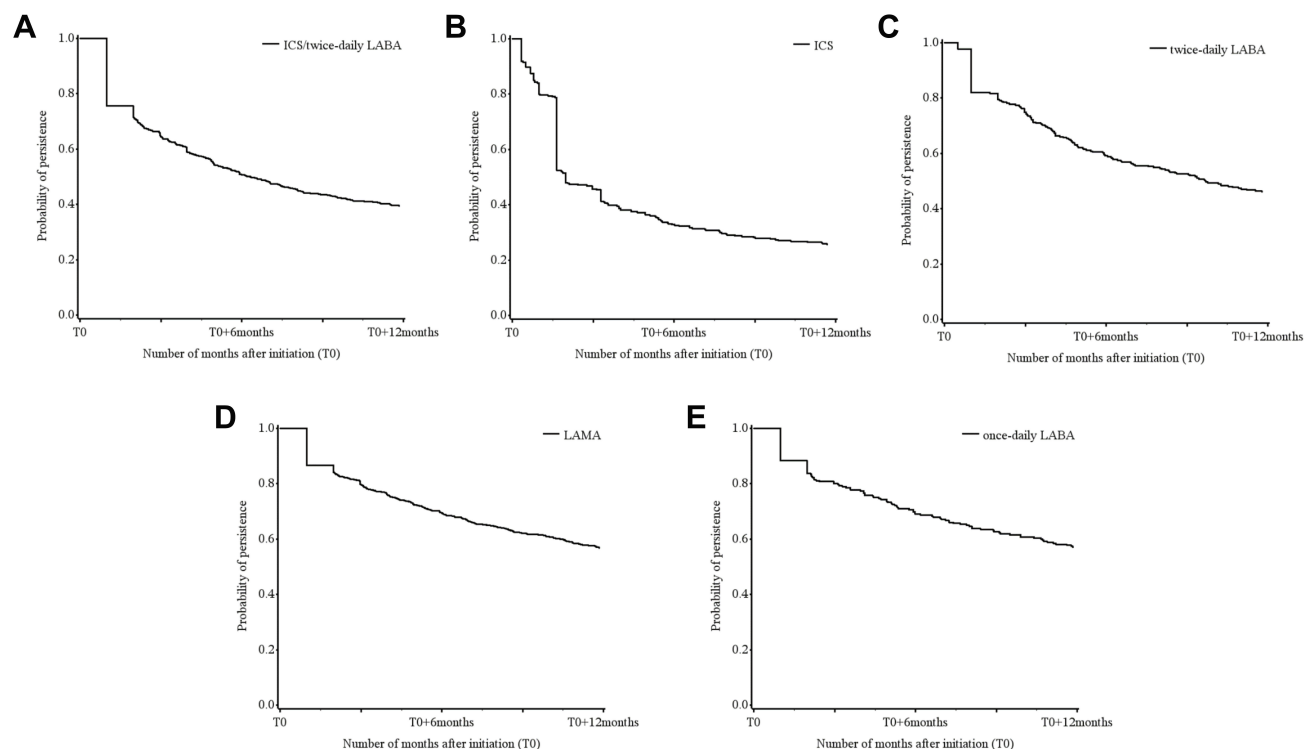 A
1.0
0.8
0.6
0.4
0.2
0.0
Probability of persistence
ICS/twice-daily LABA
T0
T0+6months
T0+12months
Number of months after initiation (T0)
B
1.0
0.8
0.6
0.4
0.2
0.0
Probability of persistence
ICS
T0
T0+6months
T0+12months
Number of months after initiation (T0)
C
1.0
0.8
0.6
0.4
0.2
0.0
Probability of persistence
twice-daily LABA
T0
T0+6months
T0+12months
Number of months after initiation (T0)
D
1.0
0.8
0.6
0.4
0.2
0.0
Probability of persistence
LAMA
T0
T0+6months
T0+12months
Number of months after initiation (T0)
E
1.0
0.8
0.6
0.4
0.2
0.0
Probability of persistence
once-daily LABA
T0
T0+6months
T0+12months
Number of months after initiation (T0)